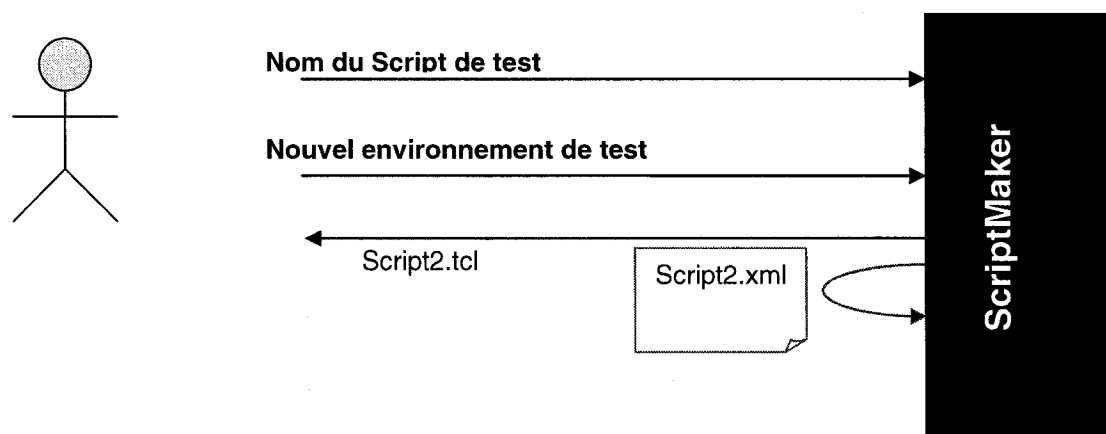 Nom du Script de test
Nouvel environnement de test
Script2.tcl
Script2.xml
ScriptMaker